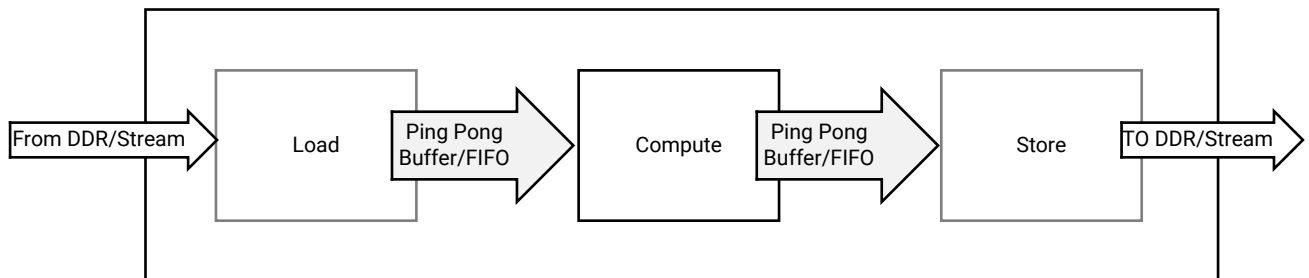 From DDR/Stream
Load
Ping Pong
Buffer/FIFO
Compute
Ping Pong
Buffer/FIFO
Store
TO DDR/Stream